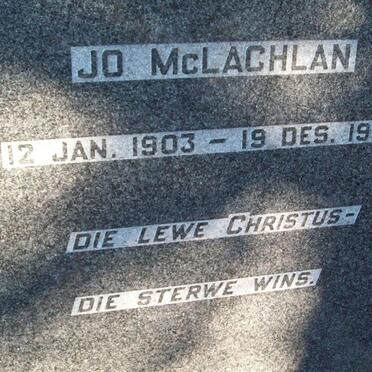 JO McLACHLAN
12 JAN. 1903 – 19 DES. 19
DIE LEWE CHRISTUS–
DIE STERWE WINS.